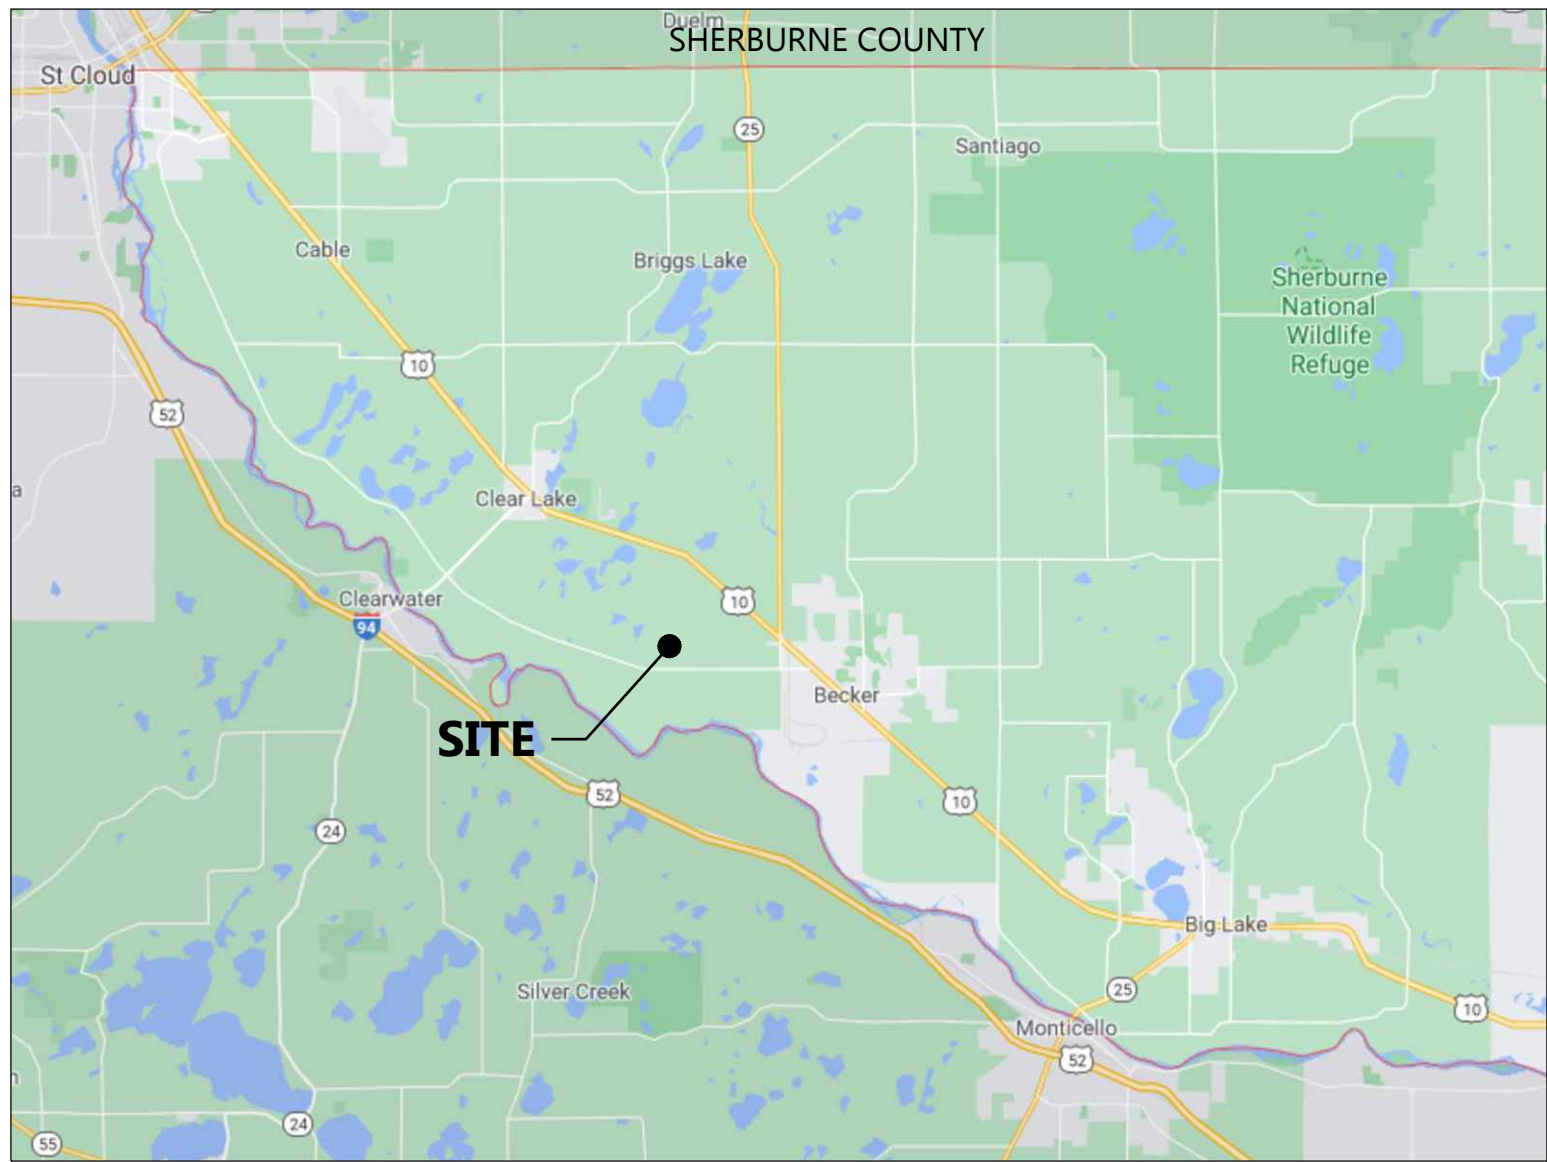 Duelm
SHERBURNE COUNTY
St Cloud
25
Santiago
Cable
Briggs Lake
Sherburne
National
Wildlife
Refuge
10
52
a
Clear Lake
Clearwater
94
10
Becker
SITE
52
10
24
Big Lake
Silver Creek
25
10
Monticello
52
n
24
55